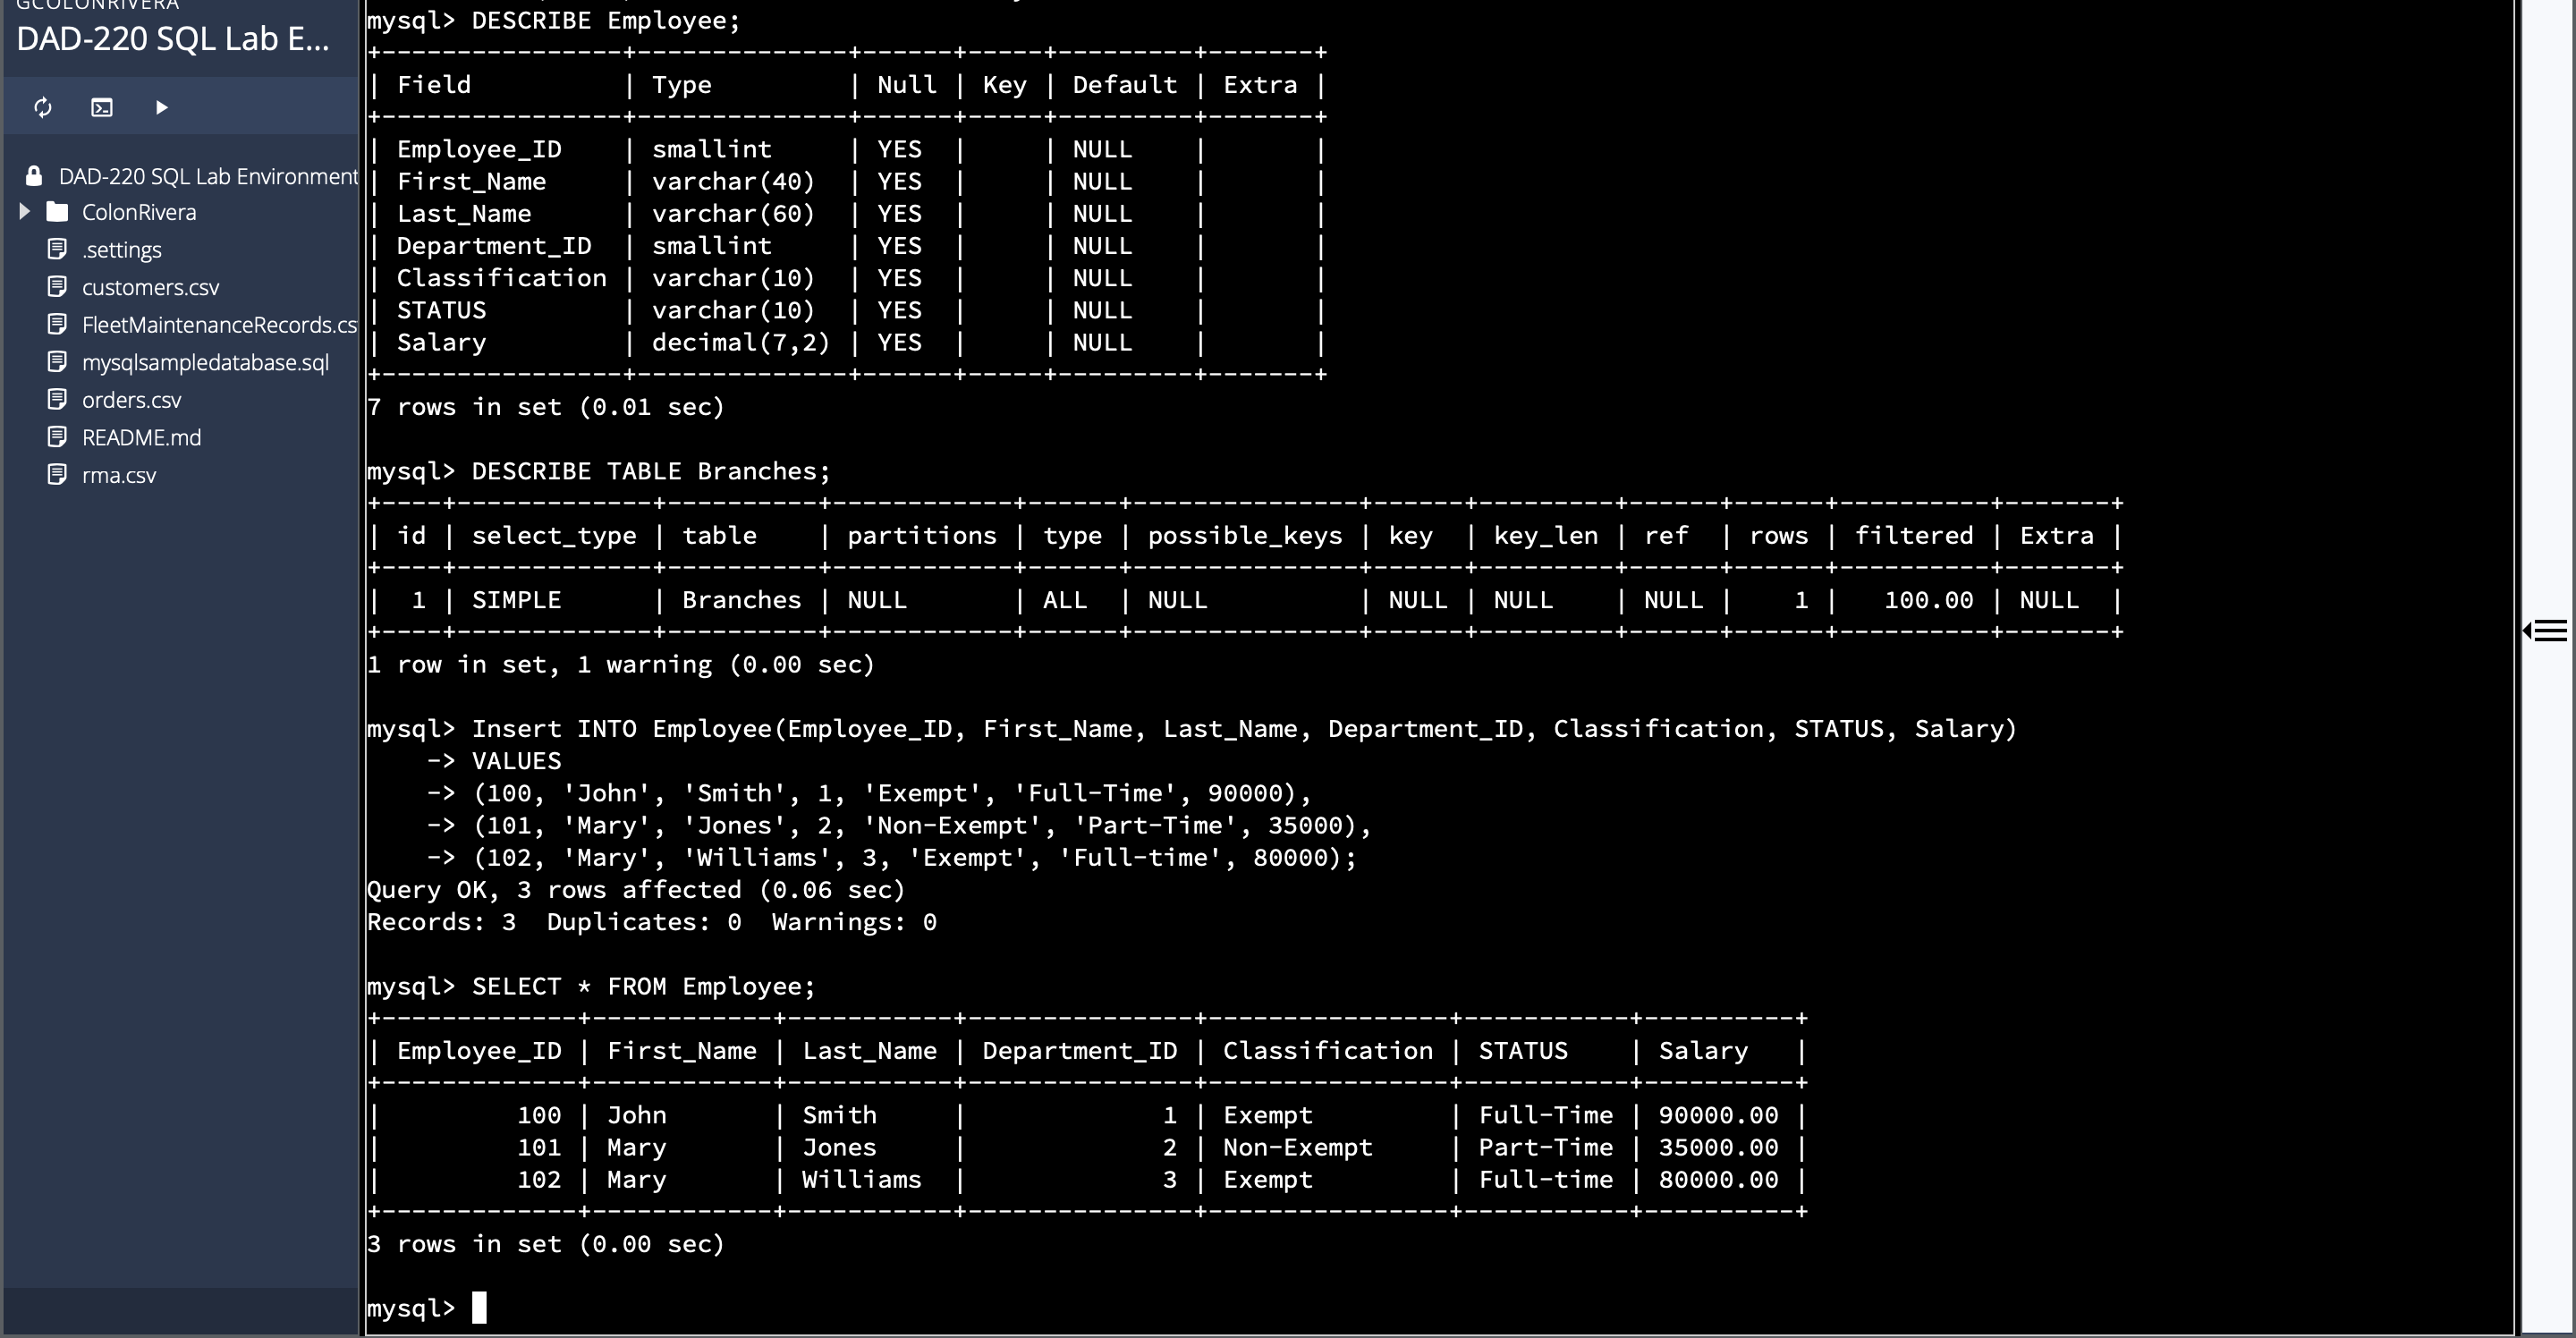 GCOLONRIVERA
DAD-220 SQL Lab E...
DAD-220 SQL Lab Environment
ColonRivera
.settings
customers.csv
FleetMaintenanceRecords.cs
mysqlsampledatabase.sql
orders.csv
README.md
rma.csv
mysql> DESCRIBE Employee;
+-----------------+--------------+------+-----+---------+-------+
| Field           | Type         | Null | Key | Default | Extra |
+-----------------+--------------+------+-----+---------+-------+
| Employee_ID     | smallint     | YES  |     | NULL    |       |
| First_Name      | varchar(40)  | YES  |     | NULL    |       |
| Last_Name       | varchar(60)  | YES  |     | NULL    |       |
| Department_ID   | smallint     | YES  |     | NULL    |       |
| Classification  | varchar(10)  | YES  |     | NULL    |       |
| STATUS          | varchar(10)  | YES  |     | NULL    |       |
| Salary          | decimal(7,2) | YES  |     | NULL    |       |
+-----------------+--------------+------+-----+---------+-------+
7 rows in set (0.01 sec)
mysql> DESCRIBE TABLE Branches;
+----+-------------+----------+------------+------+---------------+------+---------+------+------+----------+-------+
| id | select_type | table    | partitions | type | possible_keys | key  | key_len | ref  | rows | filtered | Extra |
+----+-------------+----------+------------+------+---------------+------+---------+------+------+----------+-------+
|  1 | SIMPLE      | Branches | NULL       | ALL  | NULL          | NULL | NULL    | NULL |    1 |   100.00 | NULL  |
+----+-------------+----------+------------+------+---------------+------+---------+------+------+----------+-------+
1 row in set, 1 warning (0.00 sec)
mysql> Insert INTO Employee(Employee_ID, First_Name, Last_Name, Department_ID, Classification, STATUS, Salary)
    -> VALUES
    -> (100, 'John', 'Smith', 1, 'Exempt', 'Full-Time', 90000),
    -> (101, 'Mary', 'Jones', 2, 'Non-Exempt', 'Part-Time', 35000),
    -> (102, 'Mary', 'Williams', 3, 'Exempt', 'Full-time', 80000);
Query OK, 3 rows affected (0.06 sec)
Records: 3  Duplicates: 0  Warnings: 0
mysql> SELECT * FROM Employee;
+-------------+------------+-----------+---------------+----------------+-----------+----------+
| Employee_ID | First_Name | Last_Name | Department_ID | Classification | STATUS    | Salary   |
+-------------+------------+-----------+---------------+----------------+-----------+----------+
|         100 | John       | Smith     |             1 | Exempt         | Full-Time | 90000.00 |
|         101 | Mary       | Jones     |             2 | Non-Exempt     | Part-Time | 35000.00 |
|         102 | Mary       | Williams  |             3 | Exempt         | Full-time | 80000.00 |
+-------------+------------+-----------+---------------+----------------+-----------+----------+
3 rows in set (0.00 sec)
mysql>